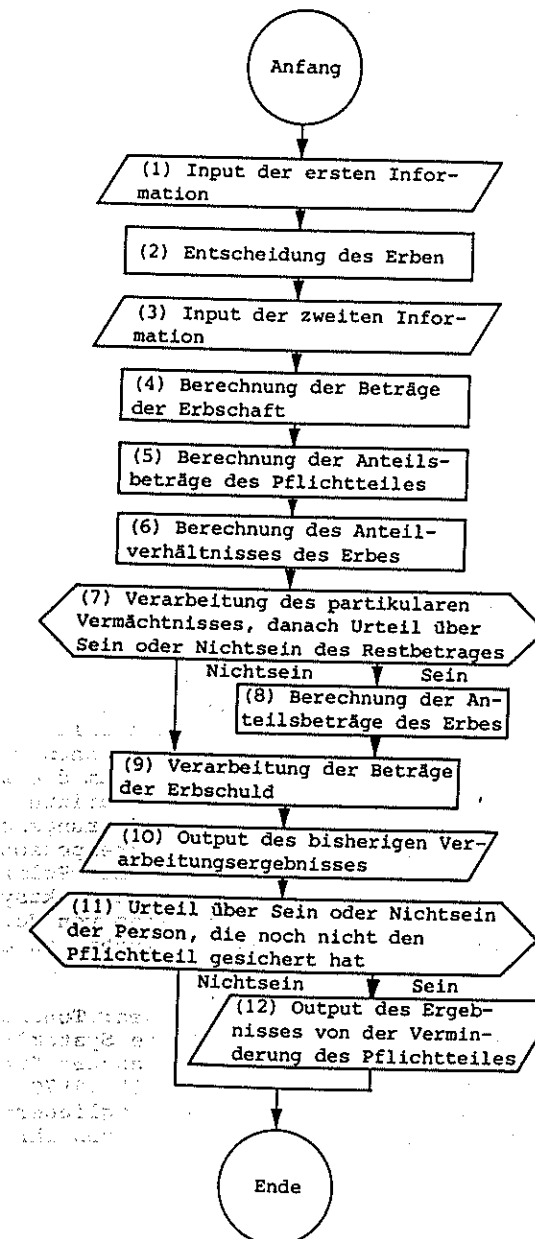 Anfang
(1) Input der ersten Infor-
mation
(2) Entscheidung des Erben
(3) Input der zweiten Infor-
mation
(4) Berechnung der Beträge
der Erbschaft
(5) Berechnung der Anteils-
beträge des Pflichtteiles
(6) Berechnung des Anteil-
verhältnisses des Erbes
(7) Verarbeitung des partikularen
Vermächtnisses, danach Urteil über
Sein oder Nichtsein des Restbetrages
Nichtsein Sein
(8) Berechnung der An-
teilsbeträge des Erbes
(9) Verarbeitung der Beträge
der Erbschuld
(10) Output des bisherigen Ver-
arbeitungsergebnisses
(11) Urteil über Sein oder Nichtsein
der Person, die noch nicht den
Pflichtteil gesichert hat
Nichtsein Sein
(12) Output des Ergeb-
nisses von der Vermin-
derung des Pflichtteiles
Ende